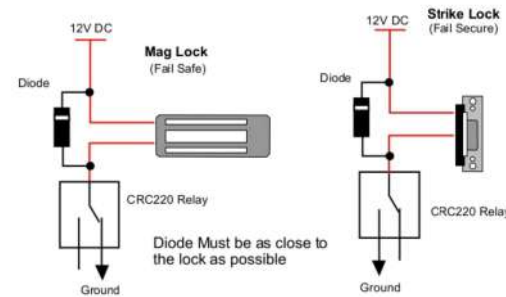 12V DC
Mag Lock
(Fail Safe)
Diode
CRC220 Relay
Diode Must be as close to
the lock as possible
Ground
Strike Lock
(Fail Secure)
12V DC
Diode
CRC220 Relay
Ground